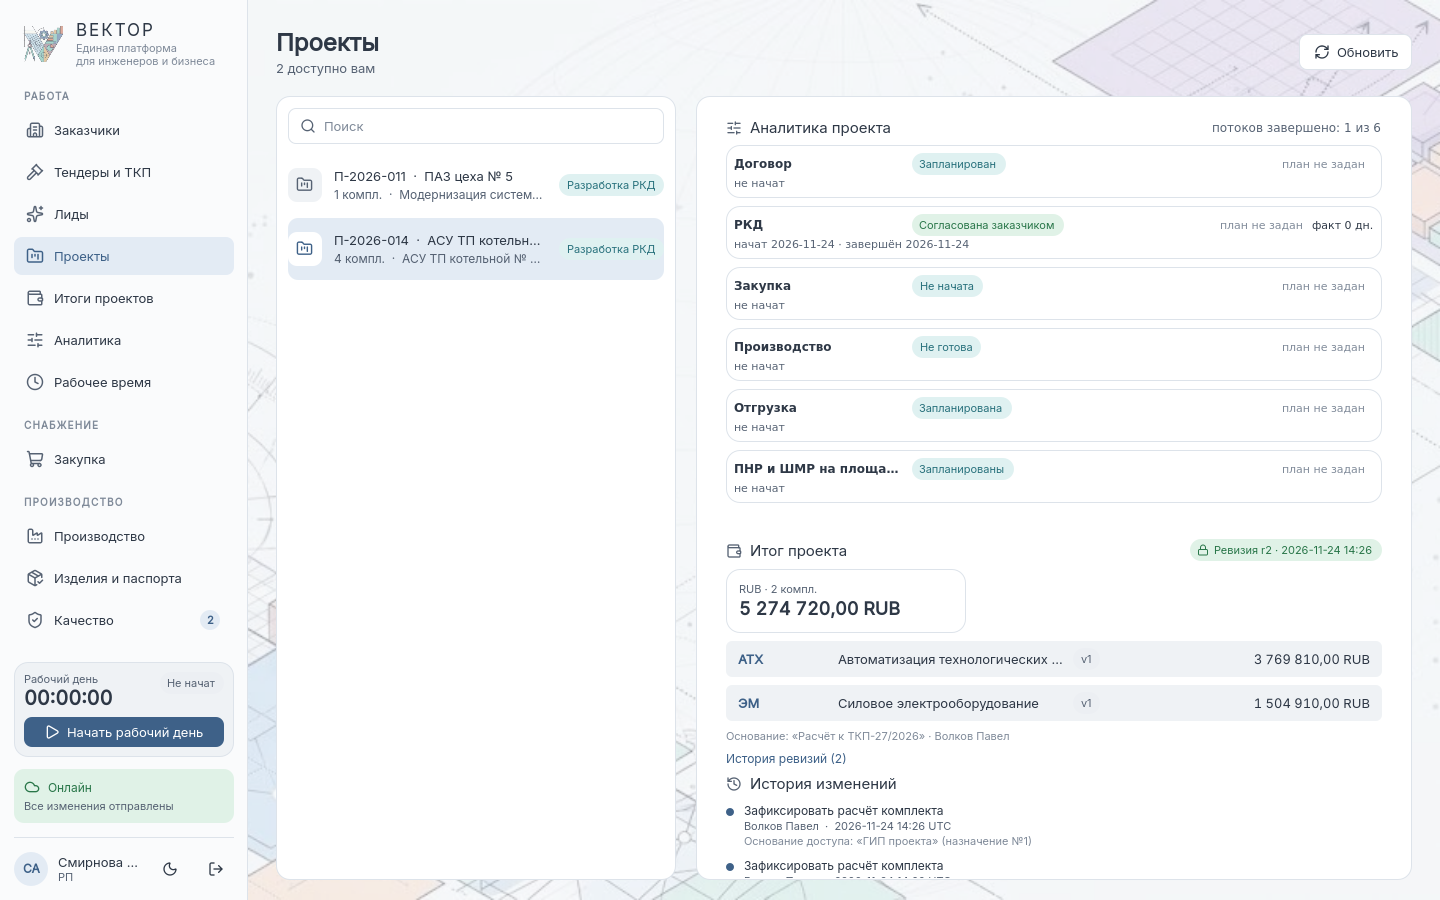 ВЕКТОР
Единая платформа
для инженеров и бизнеса
РАБОТА
Заказчики
Тендеры и ТКП
Лиды
Проекты
Итоги проектов
Аналитика
Рабочее время
СНАБЖЕНИЕ
Закупка
ПРОИЗВОДСТВО
Производство
Изделия и паспорта
Качество 2
Рабочий день
00:00:00
Не начат
Начать рабочий день
Онлайн
Все изменения отправлены
СА
Смирнова ...
РП
Проекты
2 доступно вам
Обновить
Поиск
П-2026-011 · ПАЗ цеха № 5
1 компл. · Модернизация систем...
Разработка РКД
П-2026-014 · АСУ ТП котельн...
4 компл. · АСУ ТП котельной № ...
Разработка РКД
Аналитика проекта
потоков завершено: 1 из 6
Договор Запланирован план не задан
не начат
РКД Согласована заказчиком план не задан факт 0 дн.
начат 2026-11-24 · завершён 2026-11-24
Закупка Не начата план не задан
не начат
Производство Не готова план не задан
не начат
Отгрузка Запланирована план не задан
не начат
ПНР и ШМР на площа... Запланированы план не задан
не начат
Итог проекта
Ревизия r2 · 2026-11-24 14:26
RUB · 2 компл.
5 274 720,00 RUB
АТХ Автоматизация технологических ... v1 3 769 810,00 RUB
ЭМ Силовое электрооборудование v1 1 504 910,00 RUB
Основание: «Расчёт к ТКП-27/2026» · Волков Павел
История ревизий (2)
История изменений
Зафиксировать расчёт комплекта
Волков Павел · 2026-11-24 14:26 UTC
Основание доступа: «ГИП проекта» (назначение №1)
Зафиксировать расчёт комплекта